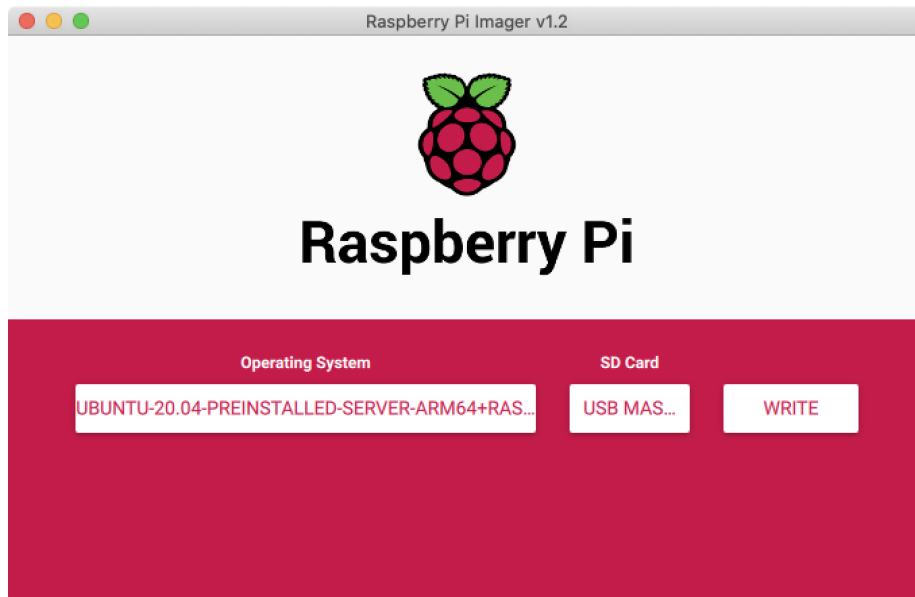 Raspberry Pi Imager v1.2
Raspberry Pi
Operating System
SD Card
UBUNTU-20.04-PREINSTALLED-SERVER-ARM64+RAS...
USB MAS...
WRITE